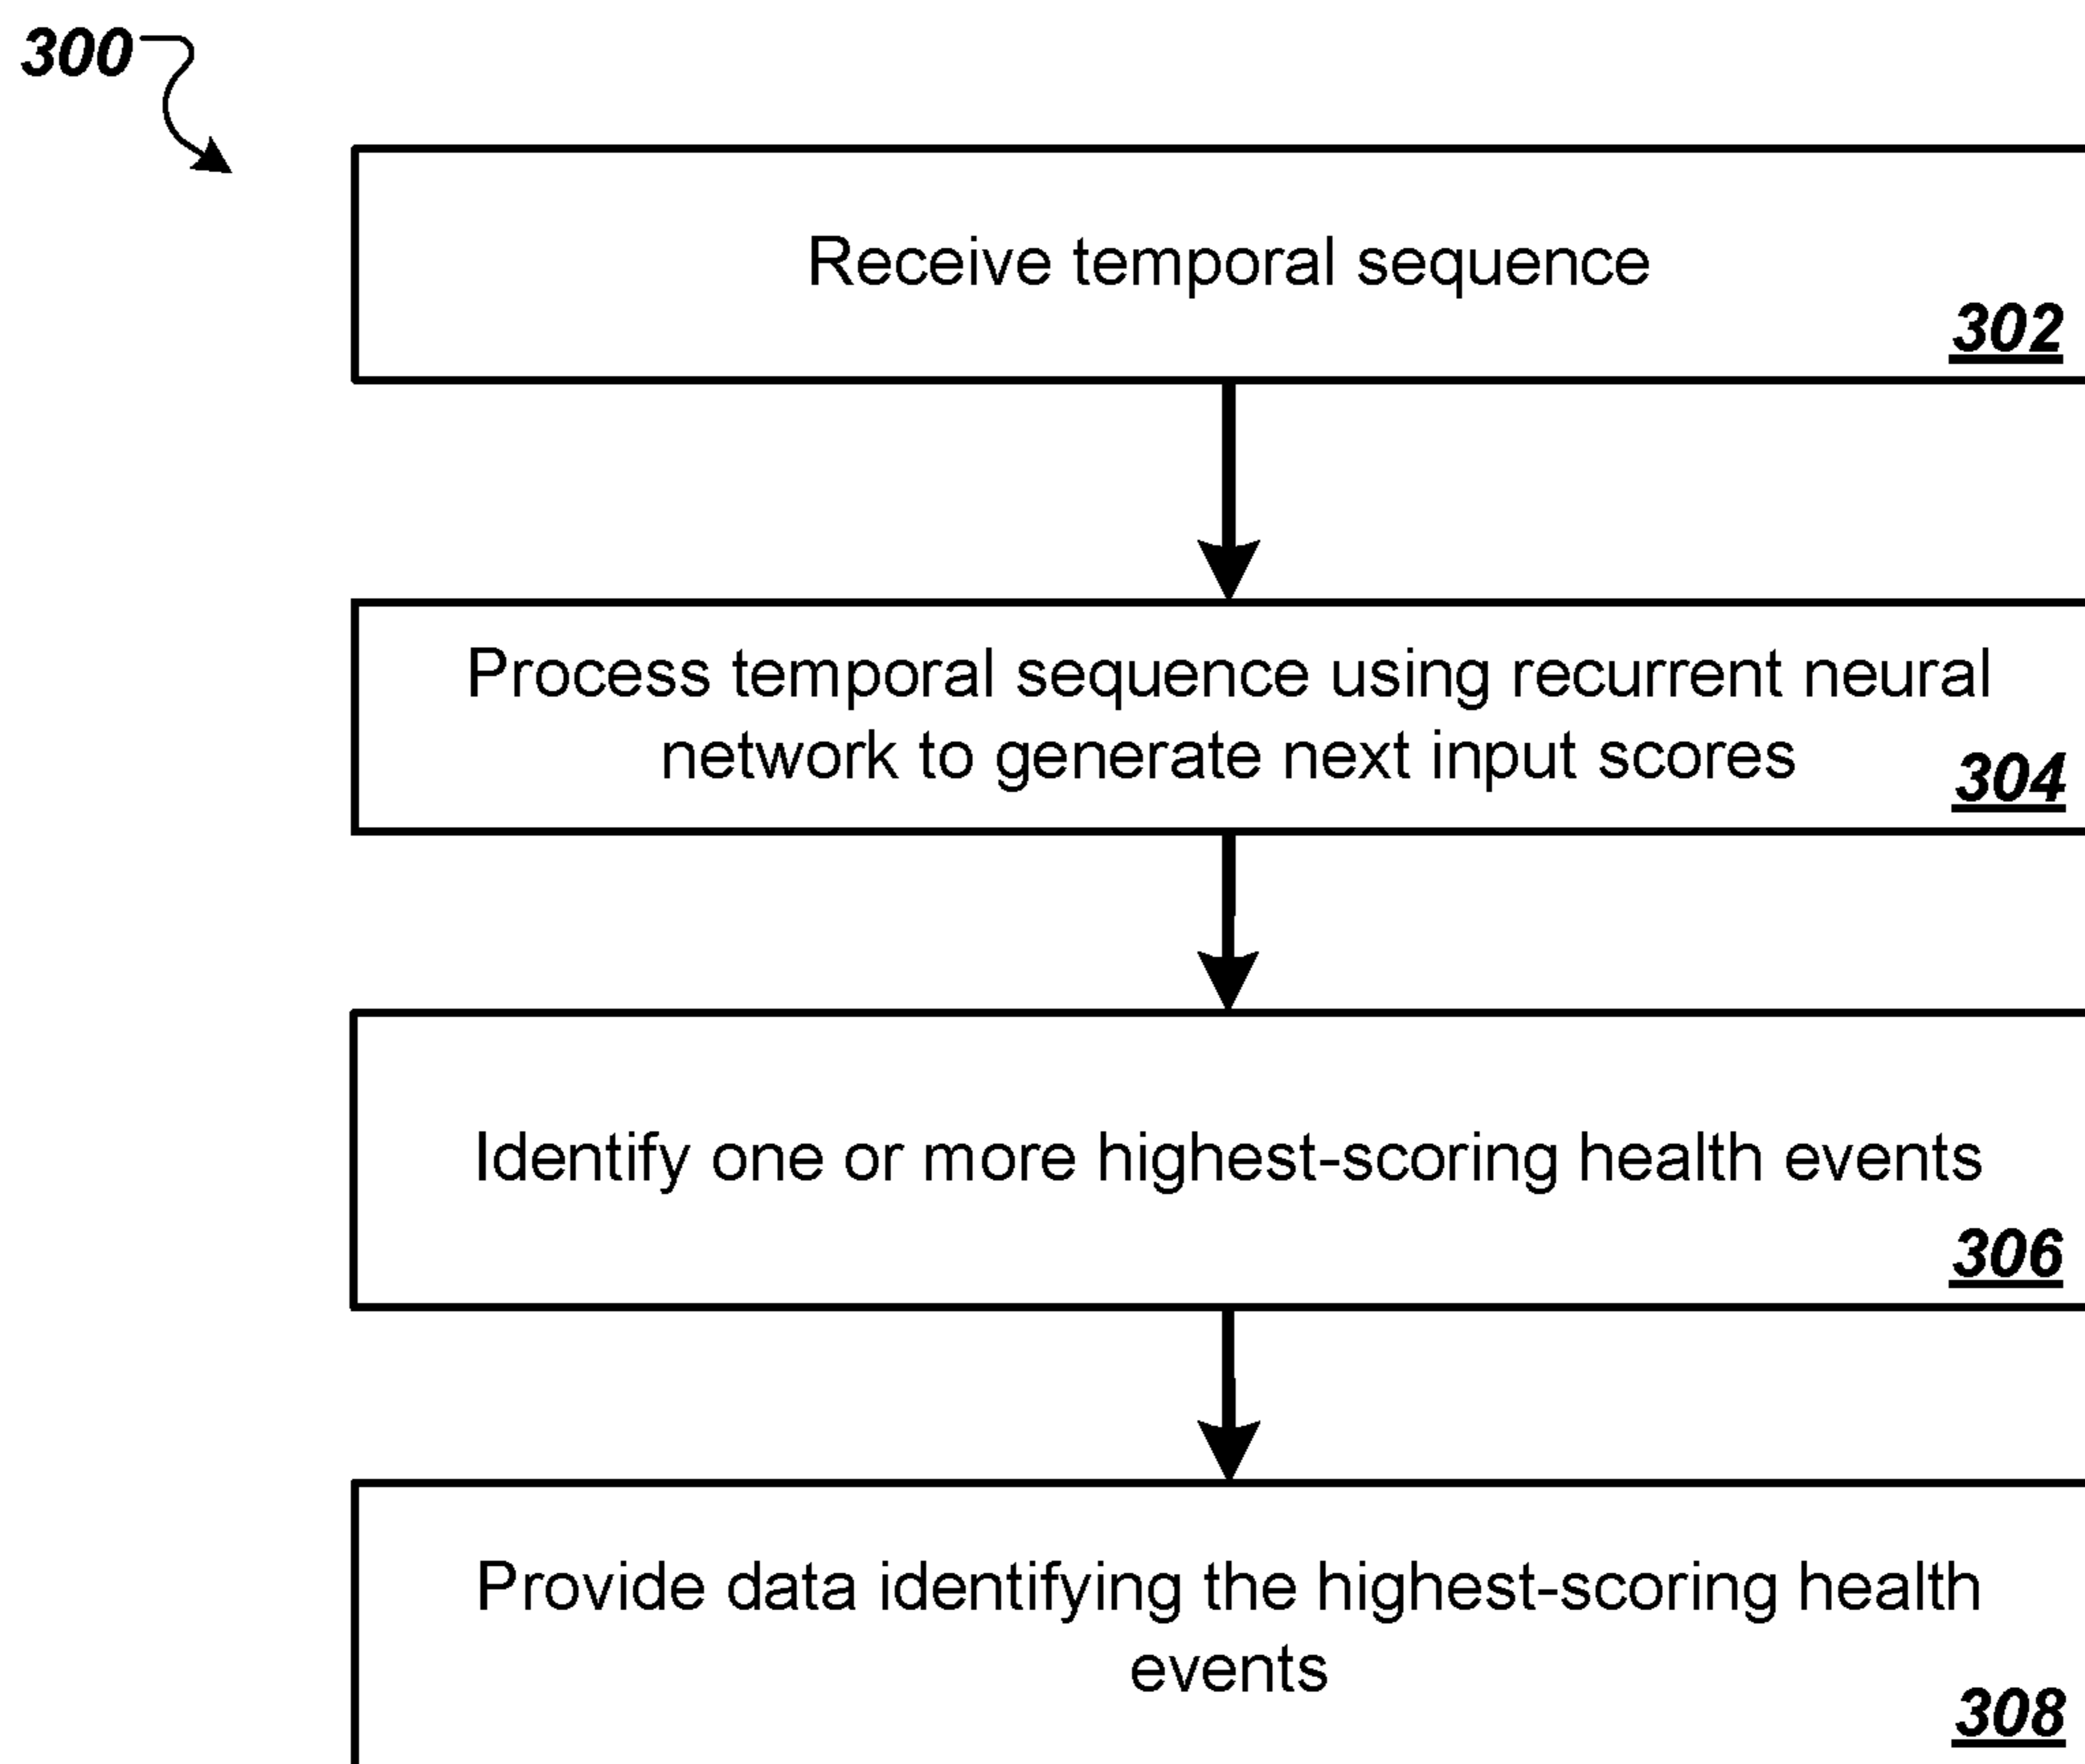 300
Receive temporal sequence
302
Process temporal sequence using recurrent neural
network to generate next input scores
304
Identify one or more highest-scoring health events
306
Provide data identifying the highest-scoring health
events
308